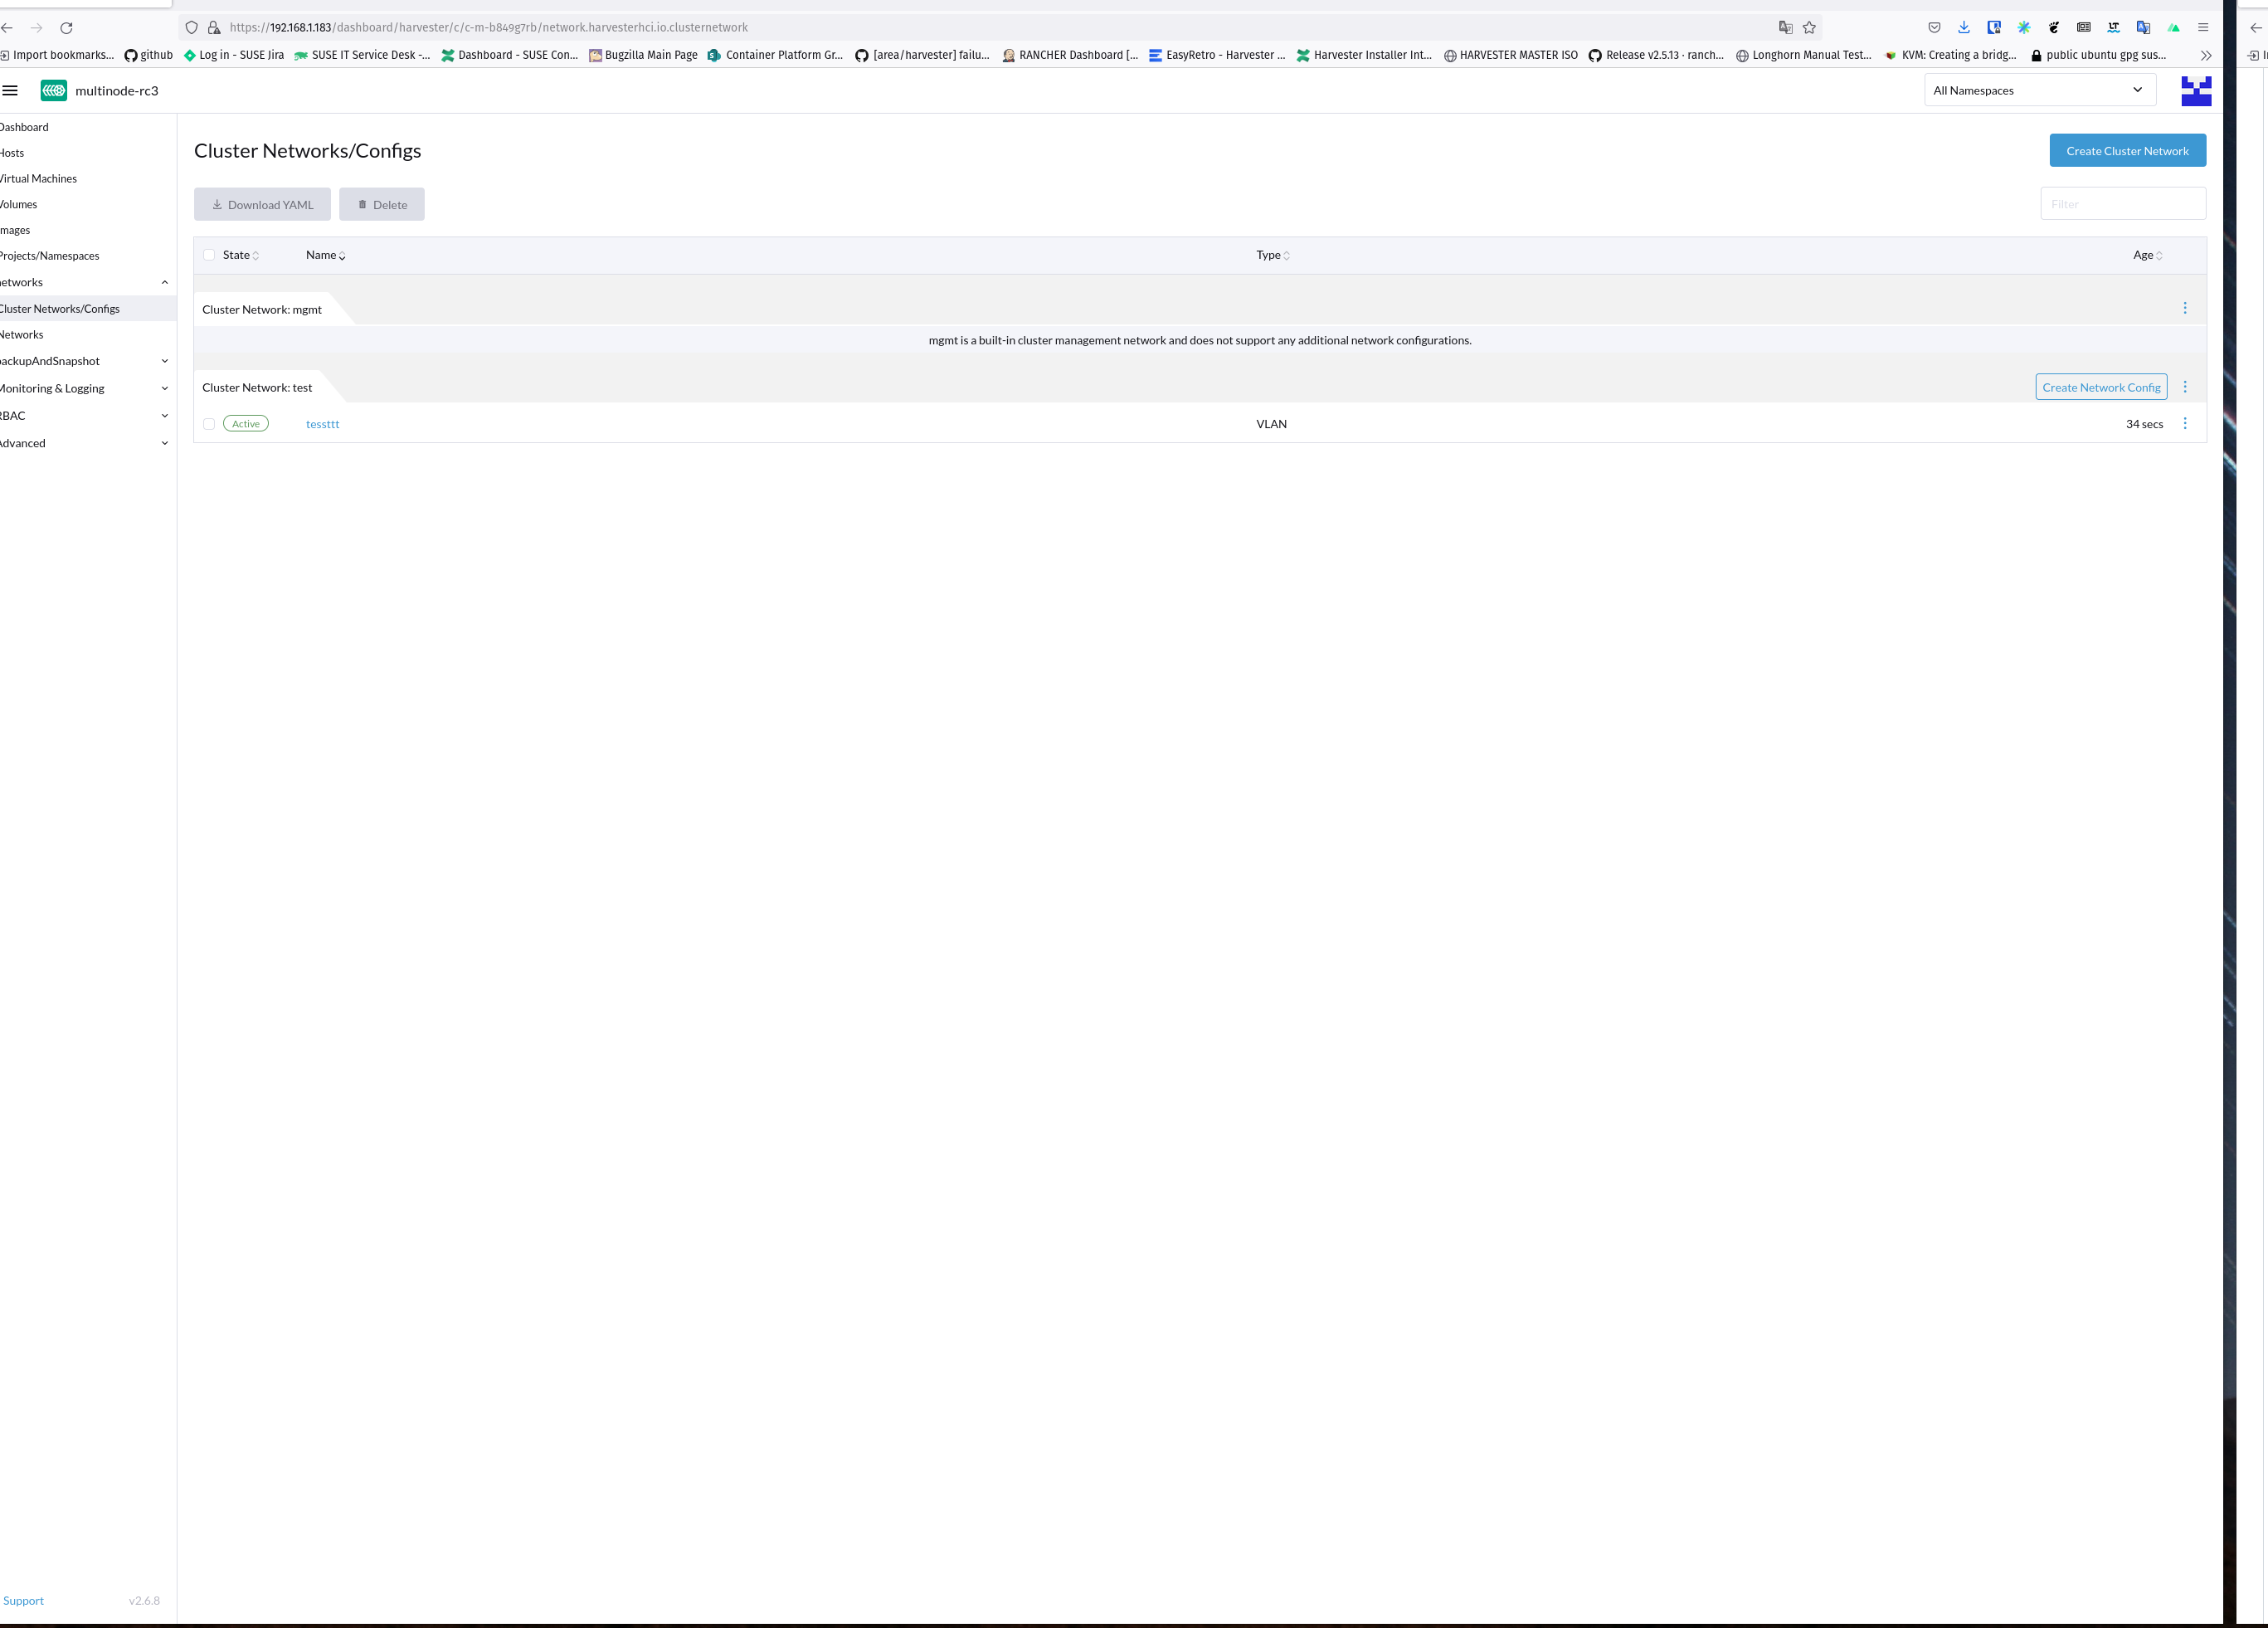 https://192.168.1.183/dashboard/harvester/c/c-m-b849g7rb/network.harvesterhci.io.clusternetwork
Import bookmarks... github Log in - SUSE Jira SUSE IT Service Desk -... Dashboard - SUSE Con... Bugzilla Main Page Container Platform Gr... [area/harvester] failu... RANCHER Dashboard [... EasyRetro - Harvester ... Harvester Installer Int... HARVESTER MASTER ISO Release v2.5.13 · ranch... Longhorn Manual Test... KVM: Creating a bridg... public ubuntu gpg sus...
multinode-rc3
All Namespaces
Dashboard
Hosts
Virtual Machines
Volumes
mages
Projects/Namespaces
etworks
Cluster Networks/Configs
Networks
ackupAndSnapshot
Monitoring & Logging
RBAC
Advanced
Cluster Networks/Configs
Create Cluster Network
Download YAML Delete
Filter
State Name Type Age
Cluster Network: mgmt
mgmt is a built-in cluster management network and does not support any additional network configurations.
Cluster Network: test
Create Network Config
Active tessttt VLAN 34 secs
Support v2.6.8